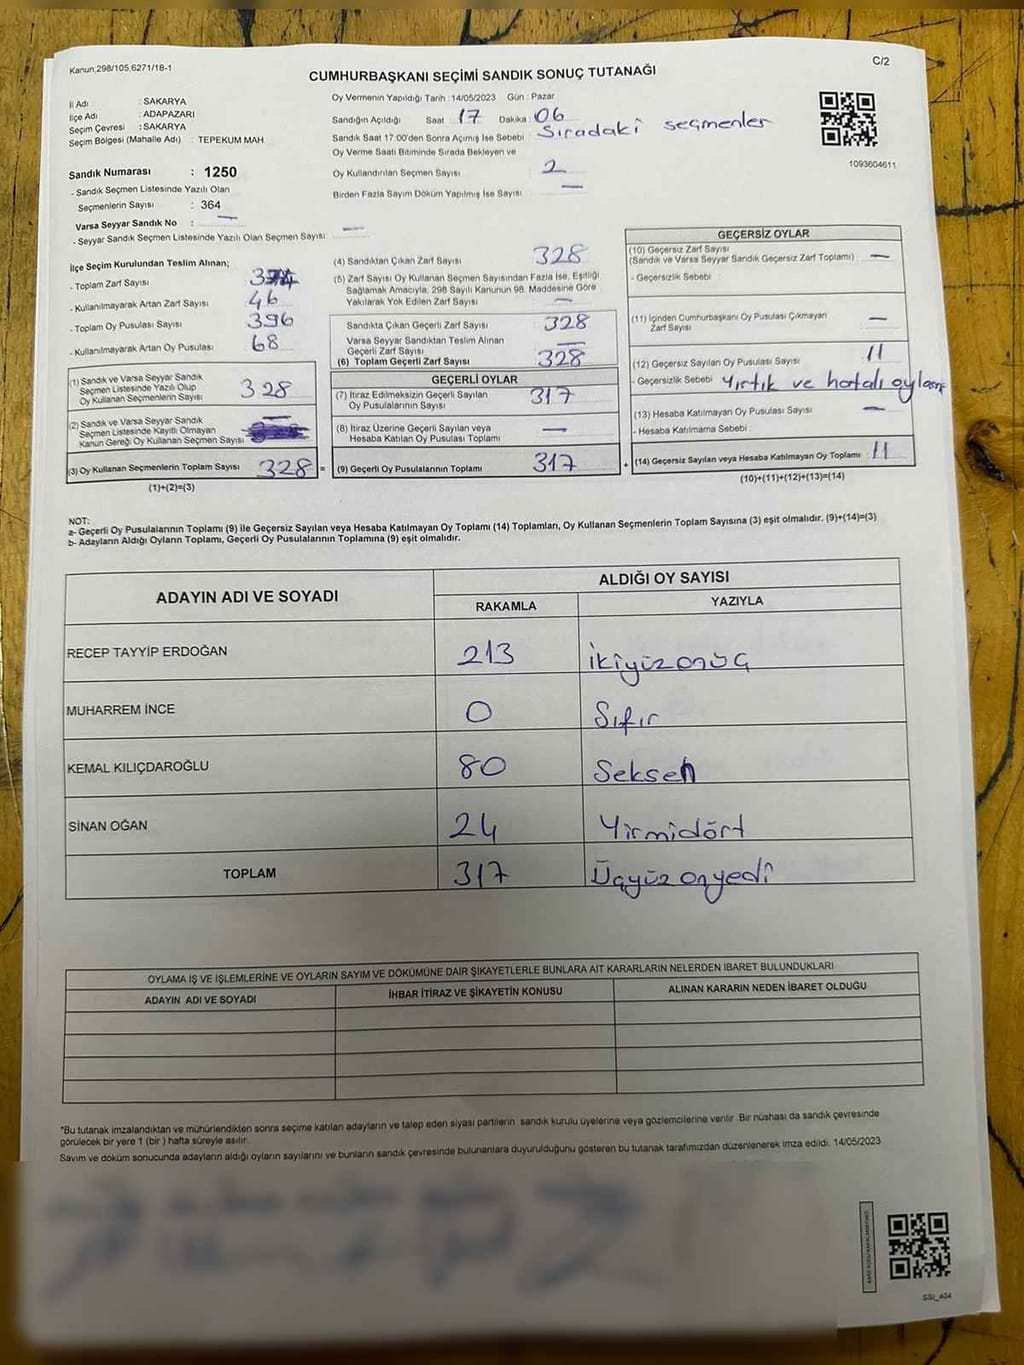 Kanun,298/105,6271/18-1
C/2
CUMHURBAŞKANI SEÇİMİ SANDIK SONUÇ TUTANAĞI
İl Adı : SAKARYA
İlçe Adı : ADAPAZARI
Seçim Çevresi : SAKARYA
Seçim Bölgesi (Mahalle Adı) : TEPEKUM MAH
Oy Vermenin Yapıldığı Tarih : 14/05/2023 Gün : Pazar
Sandığın Açıldığı Saat 17 Dakika : 06
Sandık Saat 17.00'den Sonra Açımış İse Sebebi : Sıradaki seçmenler
Oy Verme Saati Bitiminde Sırada Bekleyen ve
Oy Kullandırılan Seçmen Sayısı : 2
Birden Fazla Sayım Döküm Yapılmış İse Sayısı : —
1093604611
Sandık Numarası : 1250
- Sandık Seçmen Listesinde Yazılı Olan
Seçmenlerin Sayısı : 364
Varsa Seyyar Sandık No : —
- Seyyar Sandık Seçmen Listesinde Yazılı Olan Seçmen Sayısı: —
İlçe Seçim Kurulundan Teslim Alınan;
- Toplam Zarf Sayısı
- Kullanılmayarak Artan Zarf Sayısı 46
- Toplam Oy Pusulası Sayısı 396
- Kullanılmayarak Artan Oy Pusulası 68
(1) Sandık ve Varsa Seyyar Sandık
Seçmen Listesinde Yazılı Olup
Oy Kullanan Seçmenlerin Sayısı 328
(2) Sandık ve Varsa Seyyar Sandık
Seçmen Listesinde Kayıtlı Olmayan
Kanun Gereği Oy Kullanan Seçmen Sayısı —
(3) Oy Kullanan Seçmenlerin Toplam Sayısı 328 =
(1)+(2)=(3)
(4) Sandıktan Çıkan Zarf Sayısı 328
(5) Zarf Sayısı Oy Kullanan Seçmen Sayısından Fazla İse, Eşitliği
Sağlamak Amacıyla, 298 Sayılı Kanunun 98. Maddesine Göre
Yakılarak Yok Edilen Zarf Sayısı —
Sandıkta Çıkan Geçerli Zarf Sayısı 328
Varsa Seyyar Sandıktan Teslim Alınan
Geçerli Zarf Sayısı —
(6) Toplam Geçerli Zarf Sayısı 328
GEÇERLİ OYLAR
(7) İtiraz Edilmeksizin Geçerli Sayılan
Oy Pusulalarının Sayısı 317
(8) İtiraz Üzerine Geçerli Sayılan veya
Hesaba Katılan Oy Pusulası Toplamı —
(9) Geçerli Oy Pusulalarının Toplamı 317 +
GEÇERSİZ OYLAR
(10) Geçersiz Zarf Sayısı
(Sandık ve Varsa Seyyar Sandık Geçersiz Zarf Toplamı) : —
- Geçersizlik Sebebi :
(11) İçinden Cumhurbaşkanı Oy Pusulası Çıkmayan
Zarf Sayısı —
(12) Geçersiz Sayılan Oy Pusulası Sayısı 11
- Geçersizlik Sebebi Yırtık ve hatalı oylama
(13) Hesaba Katılmayan Oy Pusulası Sayısı —
- Hesaba Katılmama Sebebi :
(14) Geçersiz Sayılan veya Hesaba Katılmayan Oy Toplamı : 11
(10)+(11)+(12)+(13)=(14)
NOT:
a- Geçerli Oy Pusulalarının Toplamı (9) ile Geçersiz Sayılan veya Hesaba Katılmayan Oy Toplamı (14) Toplamları, Oy Kullanan Seçmenlerin Toplam Sayısına (3) eşit olmalıdır. (9)+(14)=(3)
b- Adayların Aldığı Oyların Toplamı, Geçerli Oy Pusulalarının Toplamına (9) eşit olmalıdır.
ADAYIN ADI VE SOYADI ALDIĞI OY SAYISI
RAKAMLA YAZIYLA
RECEP TAYYİP ERDOĞAN 213 İkiyüzonüç
MUHARREM İNCE 0 Sıfır
KEMAL KILIÇDAROĞLU 80 Seksen
SİNAN OĞAN 24 Yirmidört
TOPLAM 317 Üçyüzonyedi
OYLAMA İŞ VE İŞLEMLERİNE VE OYLARIN SAYIM VE DÖKÜMÜNE DAİR ŞİKAYETLERLE BUNLARA AİT KARARLARIN NELERDEN İBARET BULUNDUKLARI
ADAYIN ADI VE SOYADI İHBAR İTİRAZ VE ŞİKAYETİN KONUSU ALINAN KARARIN NEDEN İBARET OLDUĞU
*Bu tutanak imzalandıktan ve mühürlendikten sonra seçime katılan adayların ve talep eden siyasi partilerin sandık kurulu üyelerine veya gözlemcilerine verilir. Bir nüshası da sandık çevresinde
görülecek bir yere 1 (bir) hafta süreyle asılır.
Sayım ve döküm sonucunda adayların aldığı oyların sayılarını ve bunların sandık çevresinde bulunanlara duyurulduğunu gösteren bu tutanak tarafımızdan düzenlenerek imza edildi. 14/05/2023
SSI_404